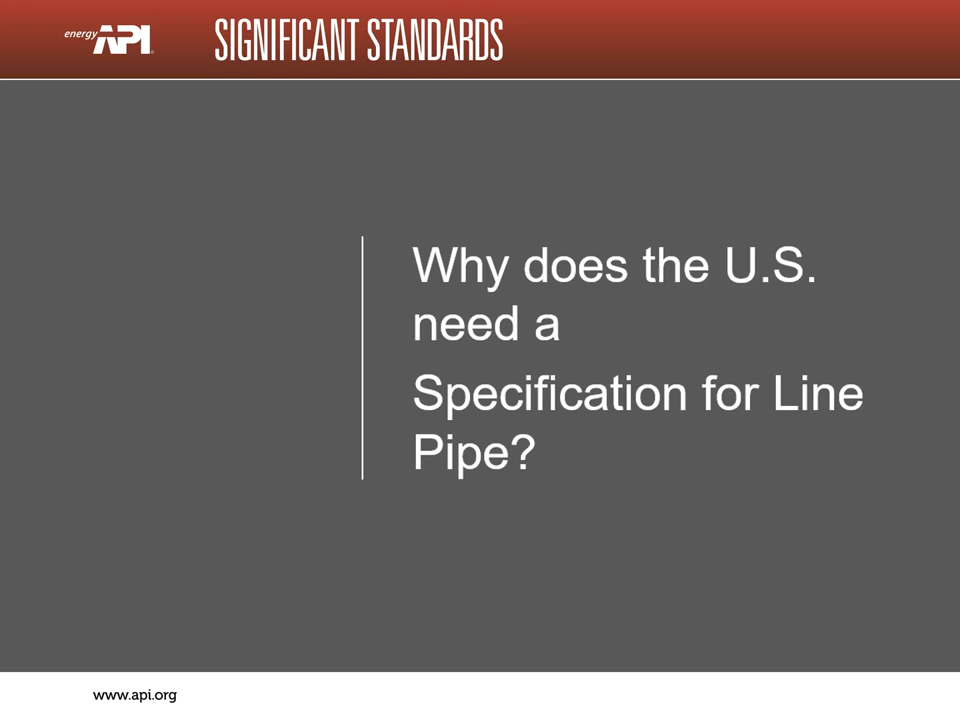 energy API
SIGNIFICANT STANDARDS
Why does the U.S.
need a
Specification for Line
Pipe?
www.api.org